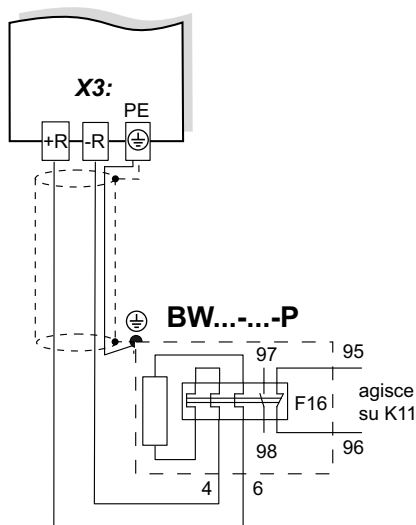 X3:
PE
+R -R
BW...-...-P
97 95
F16
agisce
su K11
98 96
4 6